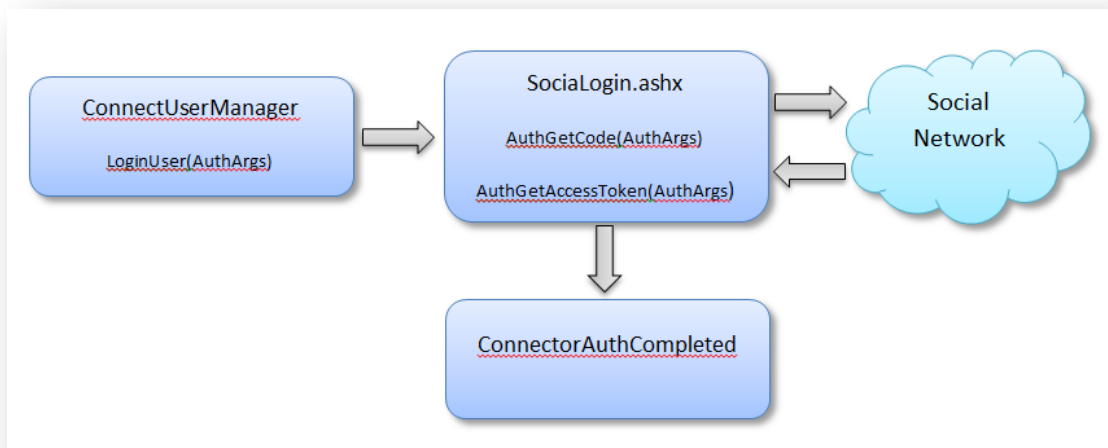 ConnectUserManager
LoginUser(AuthArgs)
SociaLogin.ashx
AuthGetCode(AuthArgs)
AuthGetAccessToken(AuthArgs)
Social
Network
ConnectorAuthCompleted